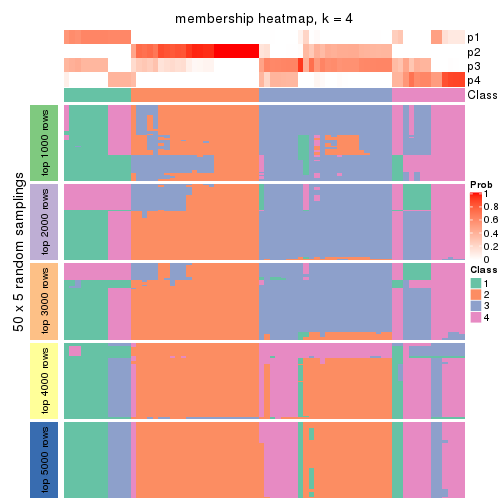 membership heatmap, k = 4
p1
p2
p3
p4
Class
50 x 5 random samplings
top 1000 rows
top 2000 rows
top 3000 rows
top 4000 rows
top 5000 rows
Prob
1
0.8
0.6
0.4
0.2
0
Class
1
2
3
4